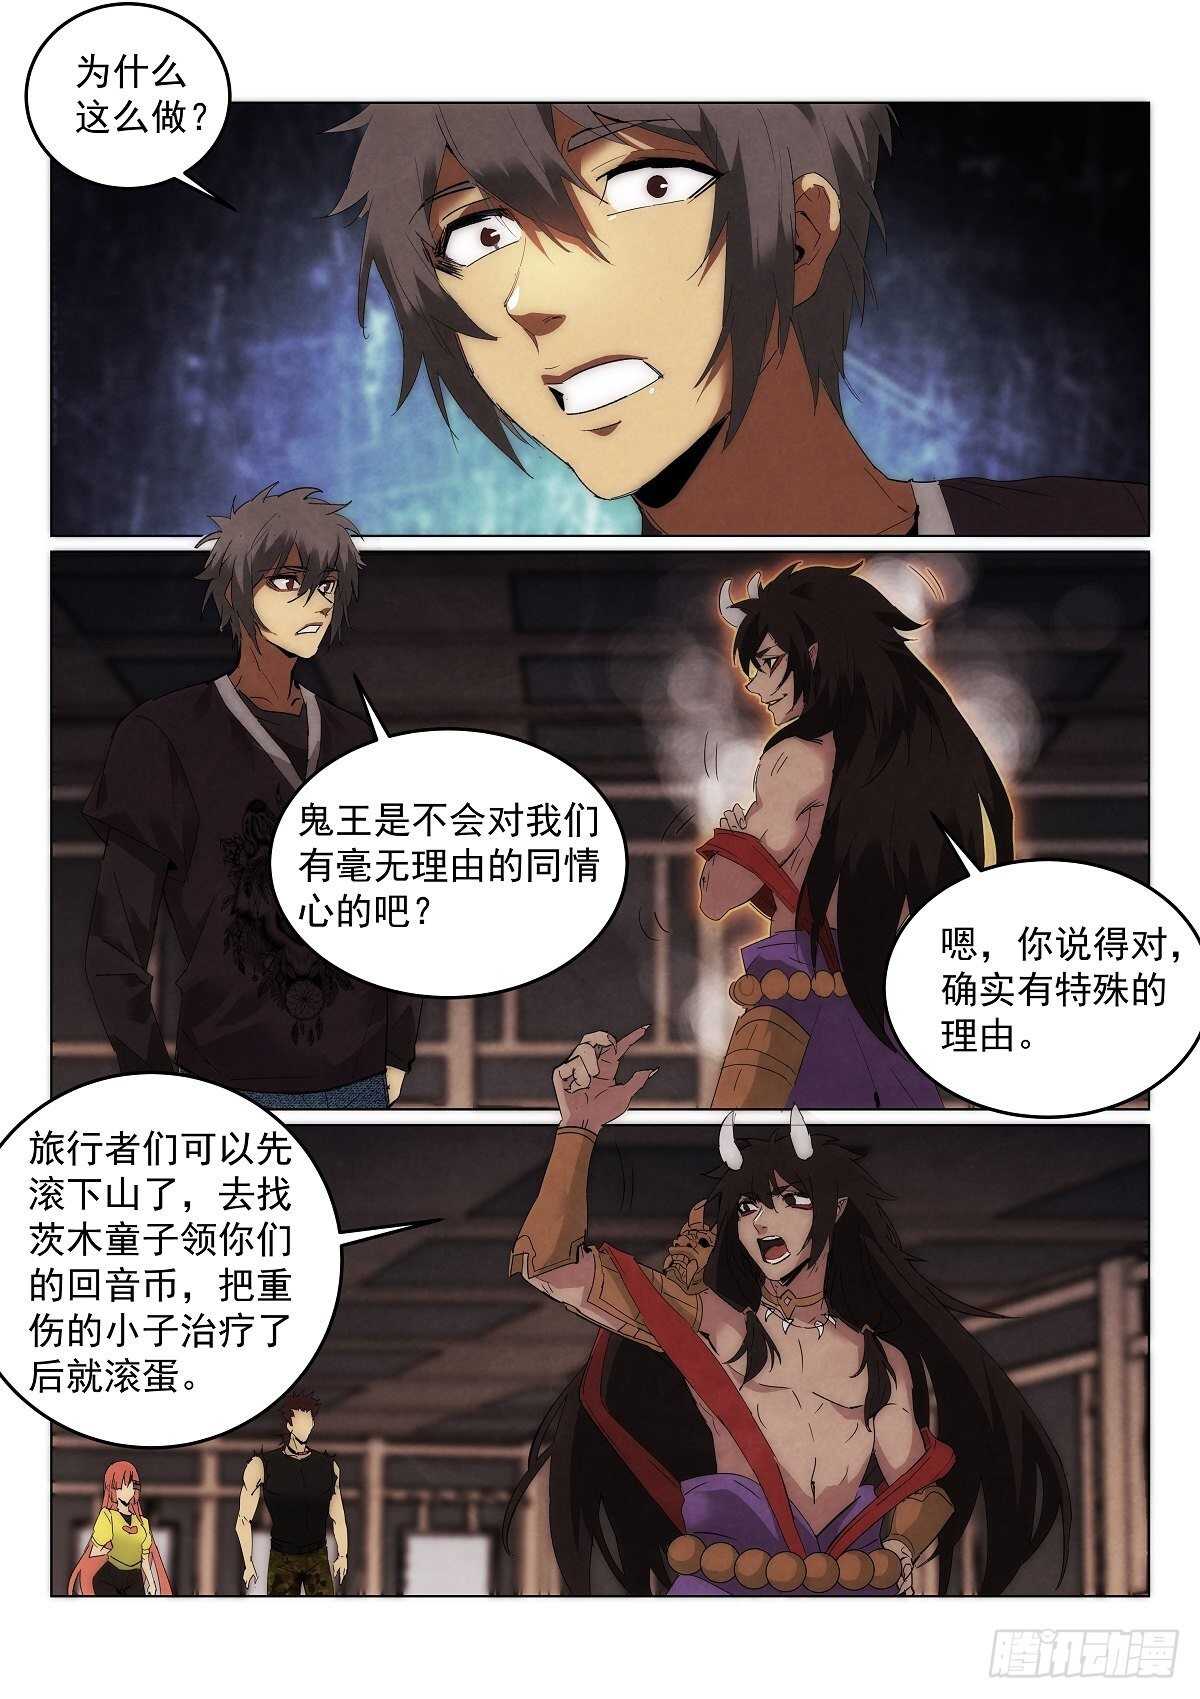 为什么
这么做？
鬼王是不会对我们
有毫无理由的同情
心的吧？
嗯，你说得对，
确实有特殊的
理由。
旅行者们可以先
滚下山了，去找
茨木童子领你们
的回音币，把重
伤的小子治疗了
后就滚蛋。
腾讯动漫